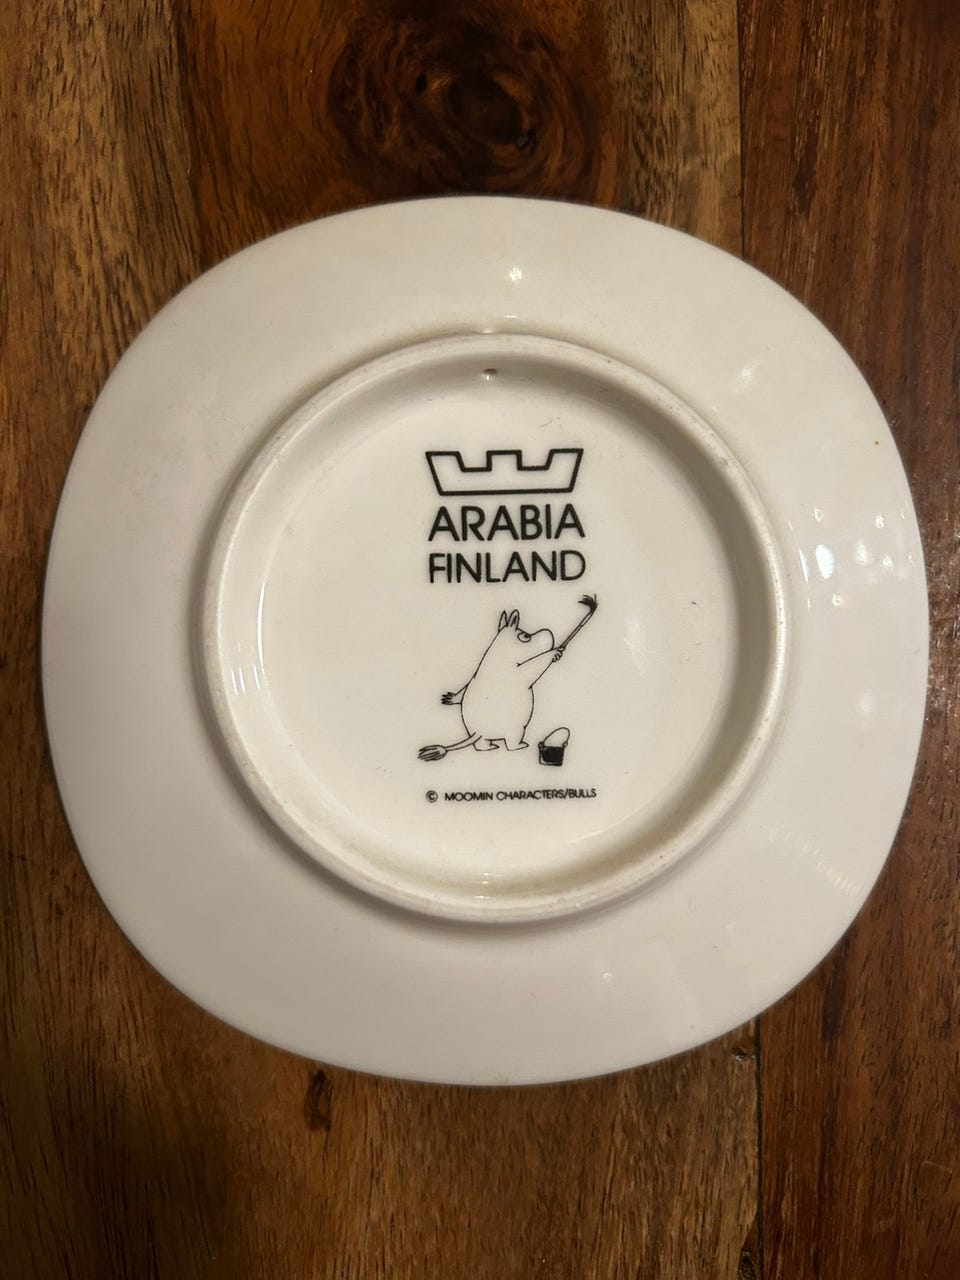 ARABIA
FINLAND
© MOOMIN CHARACTERS/BULLS